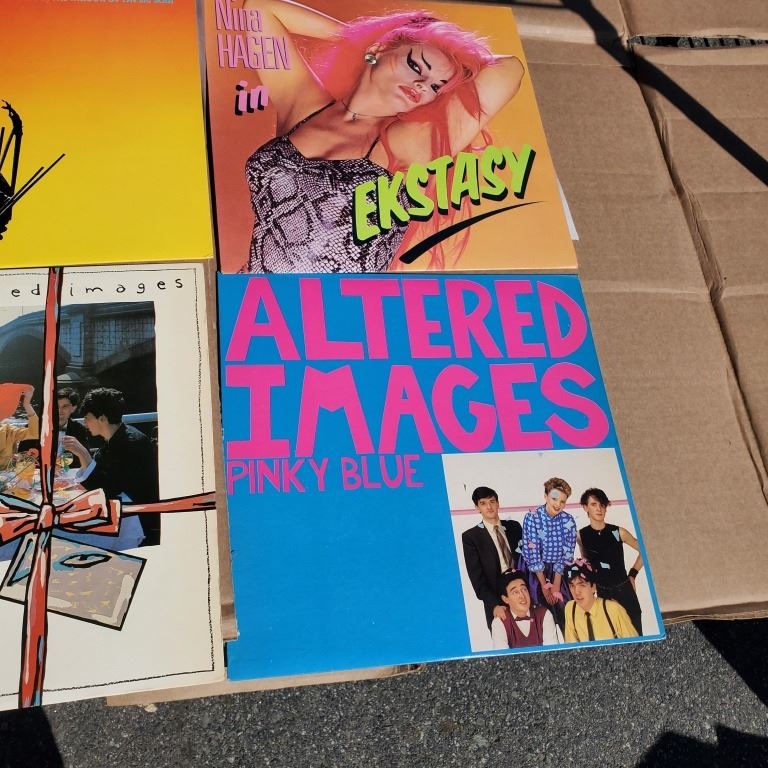 Nina
HAGEN
in
EKSTASY
ed images
ALTERED
IMAGES
PINKY BLUE